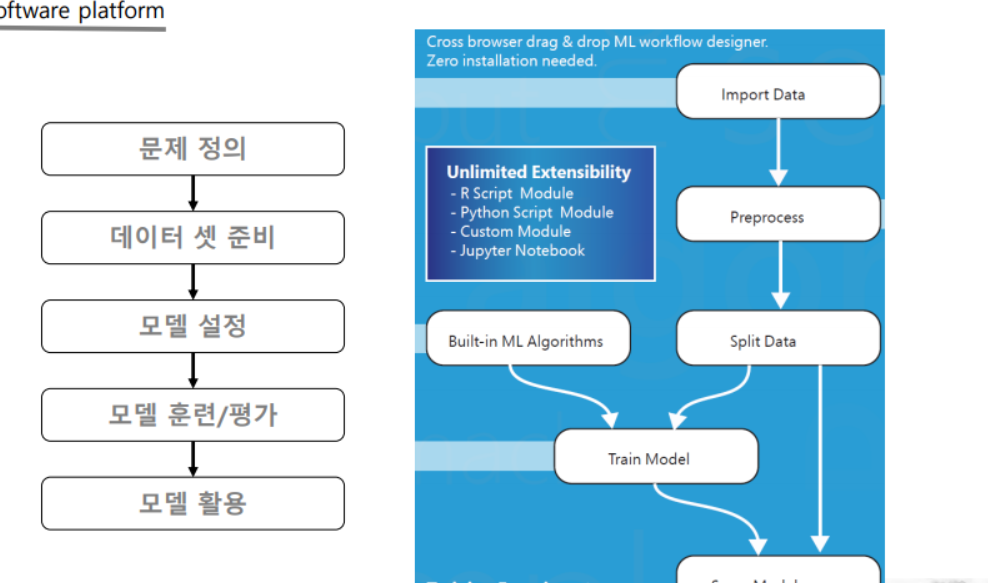 software platform
문제 정의
데이터 셋 준비
모델 설정
모델 훈련/평가
모델 활용
Cross browser drag & drop ML workflow designer.
Zero installation needed.
Import Data
Unlimited Extensibility
- R Script Module
- Python Script Module
- Custom Module
- Jupyter Notebook
Preprocess
Built-in ML Algorithms
Split Data
Train Model